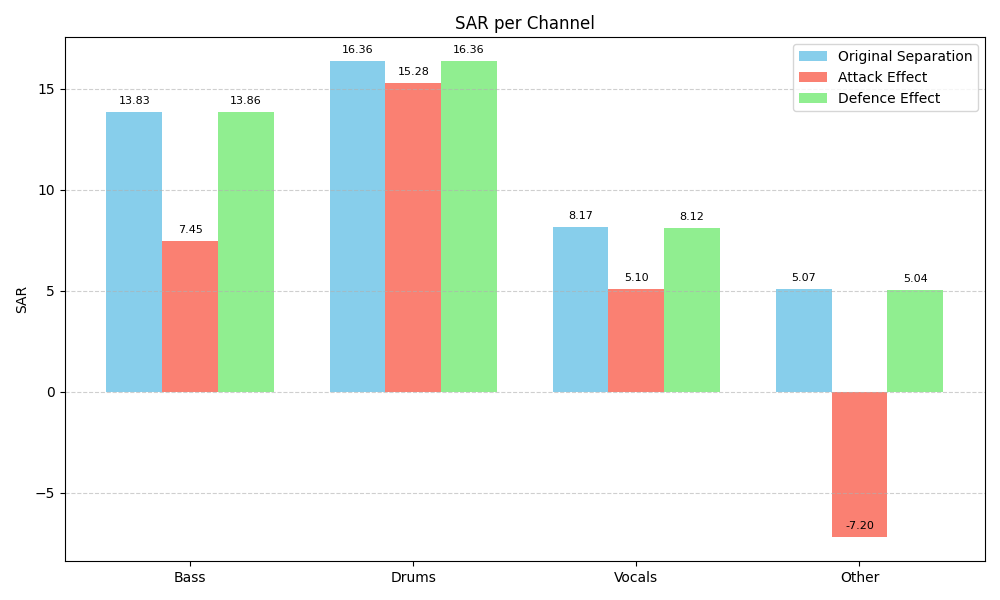 SAR per Channel
Original Separation
Attack Effect
Defence Effect
SAR
15
10
5
0
−5
13.83
7.45
13.86
16.36
15.28
16.36
8.17
5.10
8.12
5.07
-7.20
5.04
Bass
Drums
Vocals
Other